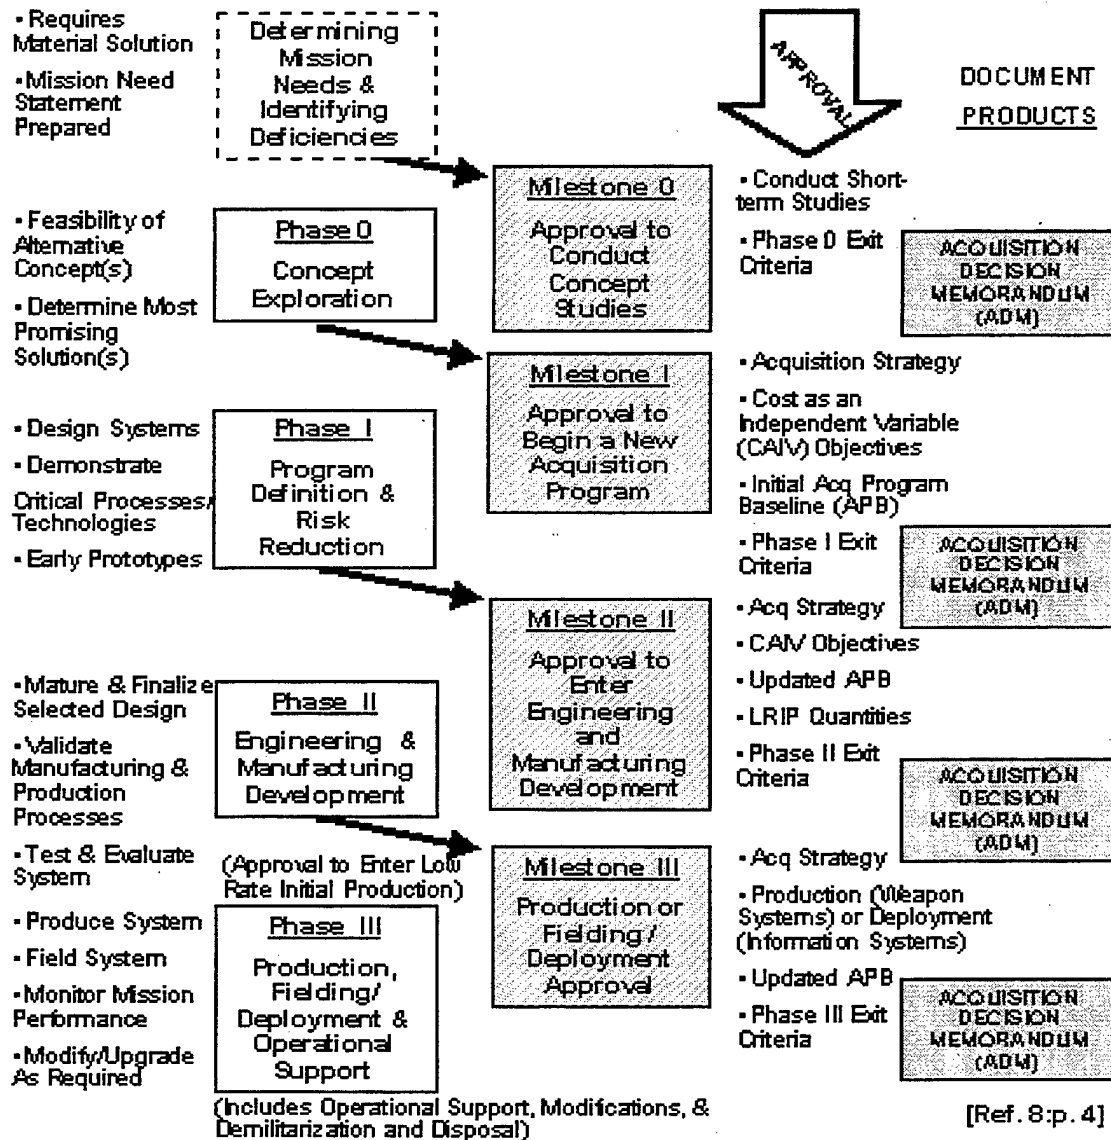 • Requires
Material Solution
• Mission Need
Statement
Prepared
Determining
Mission
Needs &
Identifying
Deficiencies
APPROVAL
DOCUMENT
PRODUCTS
Milestone 0
Approval to
Conduct
Concept
Studies
• Conduct Short-
term Studies
• Phase 0 Exit
Criteria
ACQUISITION
DECISION
MEMORANDUM
(ADM)
• Feasibility of
Alternative
Concept(s)
• Determine Most
Promising
Solution(s)
Phase 0
Concept
Exploration
Milestone I
Approval to
Begin a New
Acquisition
Program
• Acquisition Strategy
• Cost as an
Independent Variable
(CAIV) Objectives
• Initial Acq Program
Baseline (APB)
• Phase I Exit
Criteria
ACQUISITION
DECISION
MEMORANDUM
(ADM)
• Design Systems
• Demonstrate
Critical Processes/
Technologies
• Early Prototypes
Phase I
Program
Definition &
Risk
Reduction
Milestone II
Approval to
Enter
Engineering
and
Manufacturing
Development
• Acq Strategy
• CAIV Objectives
• Updated APB
• LRIP Quantities
• Phase II Exit
Criteria
ACQUISITION
DECISION
MEMORANDUM
(ADM)
• Mature & Finalize
Selected Design
• Validate
Manufacturing &
Production
Processes
• Test & Evaluate
System
Phase II
Engineering &
Manufacturing
Development
(Approval to Enter Low
Rate Initial Production)
Milestone III
Production or
Fielding/
Deployment
Approval
• Acq Strategy
• Production (Weapon
Systems) or Deployment
(Information Systems)
• Updated APB
• Phase III Exit
Criteria
ACQUISITION
DECISION
MEMORANDUM
(ADM)
• Produce System
• Field System
• Monitor Mission
Performance
• Modify/Upgrade
As Required
Phase III
Production,
Fielding/
Deployment &
Operational
Support
(Includes Operational Support, Modifications, &
Demilitarization and Disposal)
[Ref. 8:p. 4]